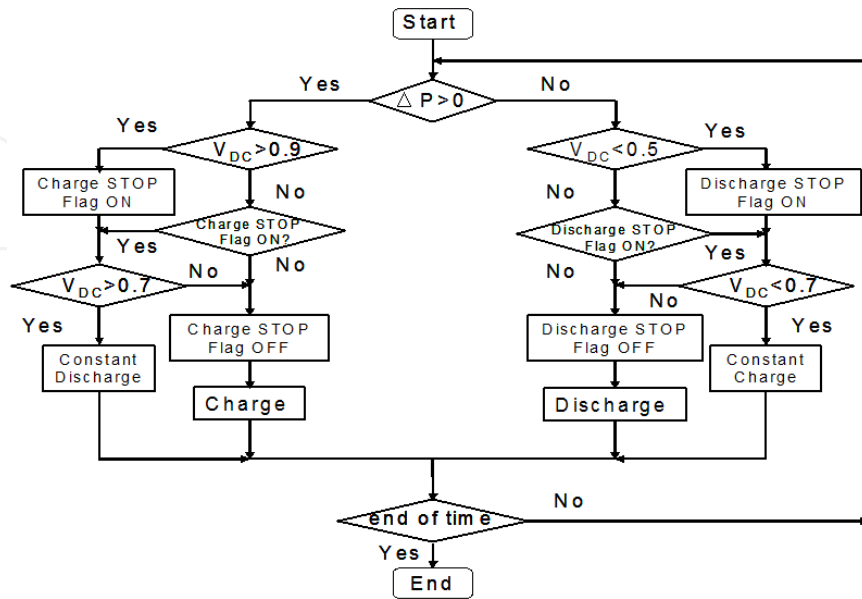 Start
Yes
No
△ P>0
Yes
VDC>0.9
VDC<0.5
Yes
Charge STOP
Flag ON
No
No
Discharge STOP
Flag ON
Charge STOP
Flag ON?
Discharge STOP
Flag ON?
Yes
No
No
Yes
VDC>0.7
No
No
VDC<0.7
Yes
Charge STOP
Flag OFF
Discharge STOP
Flag OFF
Yes
Constant
Discharge
Constant
Charge
Charge
Discharge
end of time
No
Yes
End